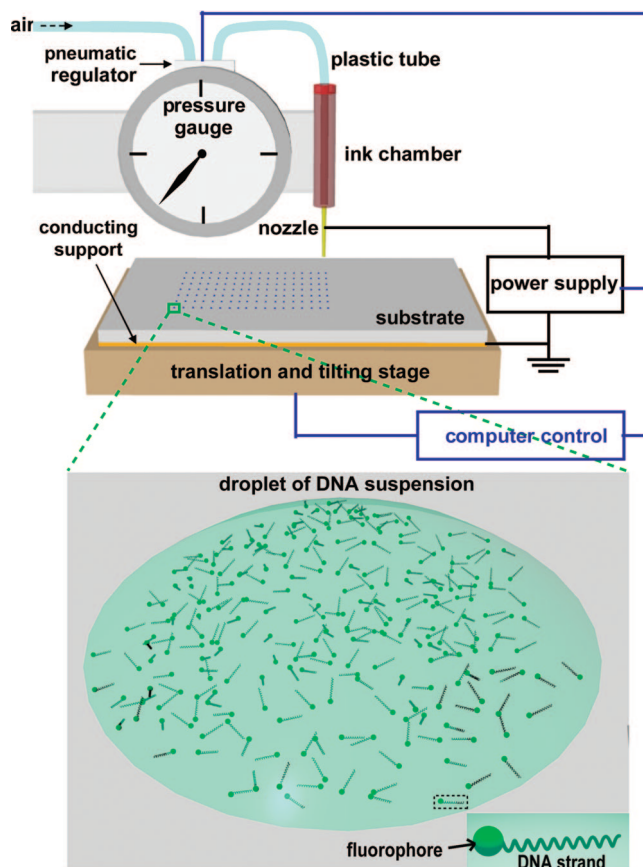 air
pneumatic
regulator
plastic tube
pressure
gauge
ink chamber
conducting
support
nozzle
power supply
substrate
translation and tilting stage
computer control
droplet of DNA suspension
fluorophore
DNA strand